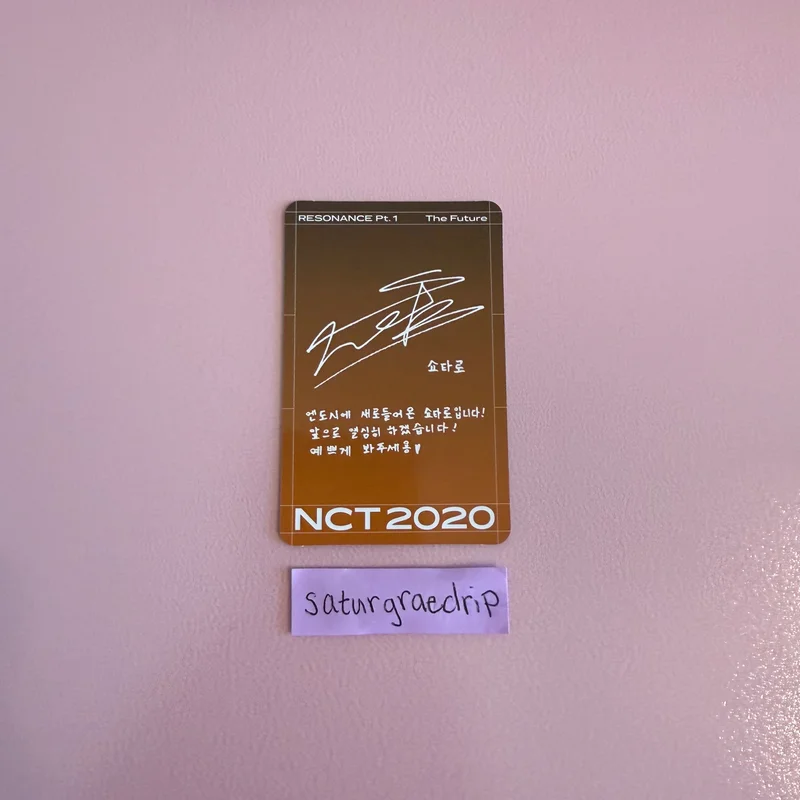 RESONANCE Pt. 1 The Future
쇼타로
엔도시에 새로들어온 쇼타로입니다!
앞으로 열심히 하겠습니다!
예쁘게 봐주세용♥
NCT 2020
saturgraedrip